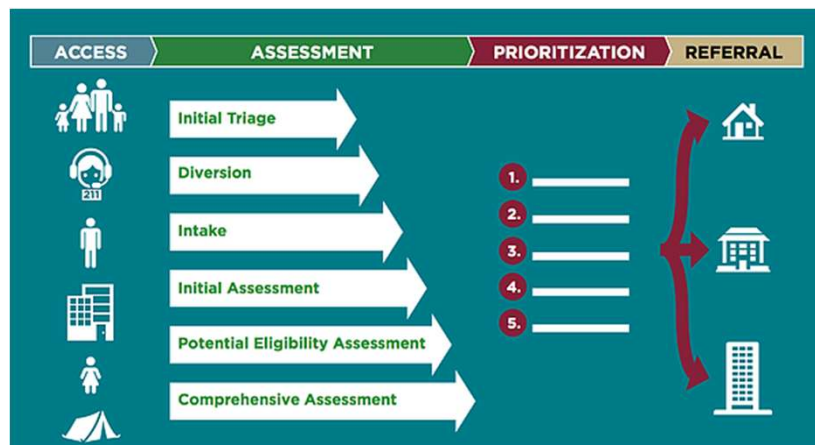 ACCESS
ASSESSMENT
PRIORITIZATION
REFERRAL
Initial Triage
Diversion
Intake
Initial Assessment
Potential Eligibility Assessment
Comprehensive Assessment
211
1.
2.
3.
4.
5.